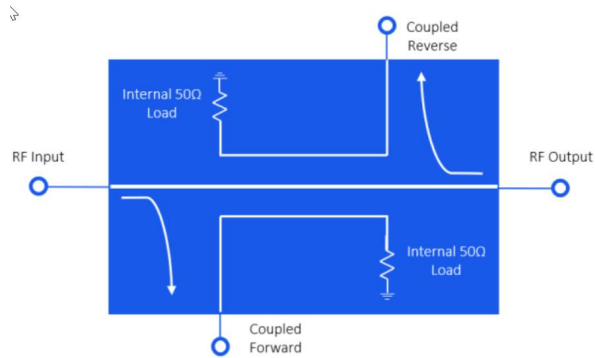 Coupled
Reverse
Internal 50Ω
Load
RF Input
RF Output
Internal 50Ω
Load
Coupled
Forward